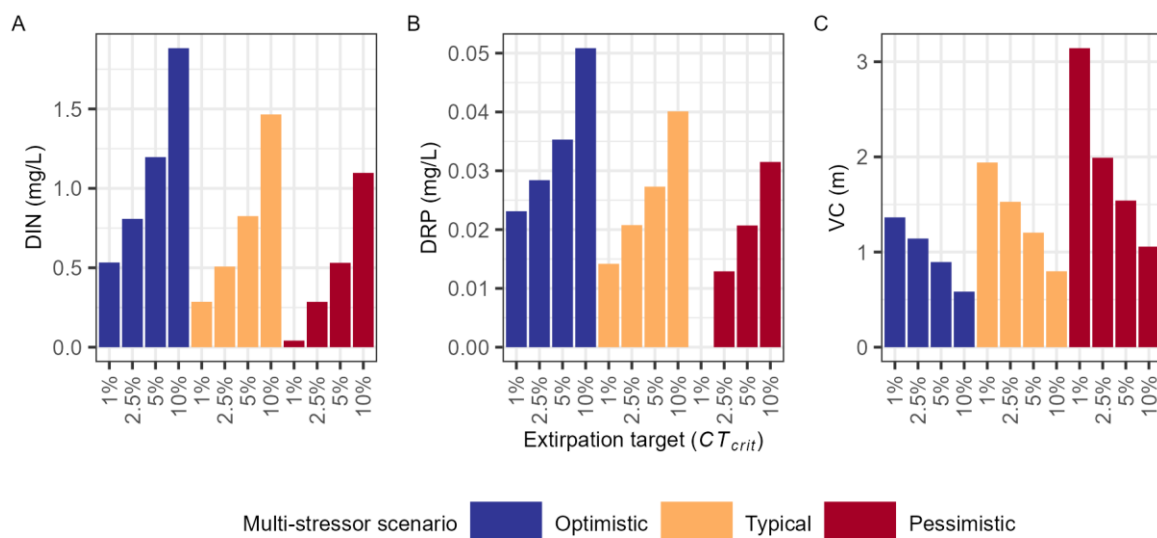 A
DIN (mg/L)
1.5
1.0
0.5
0.0
1% 2.5% 5% 10% 1% 2.5% 5% 10% 1% 2.5% 5% 10%
B
DRP (mg/L)
0.05
0.04
0.03
0.02
0.01
0.00
1% 2.5% 5% 10% 1% 2.5% 5% 10% 1% 2.5% 5% 10%
C
VC (m)
3
2
1
0
1% 2.5% 5% 10% 1% 2.5% 5% 10% 1% 2.5% 5% 10%
Extirpation target (CT_crit)
Multi-stressor scenario Optimistic Typical Pessimistic